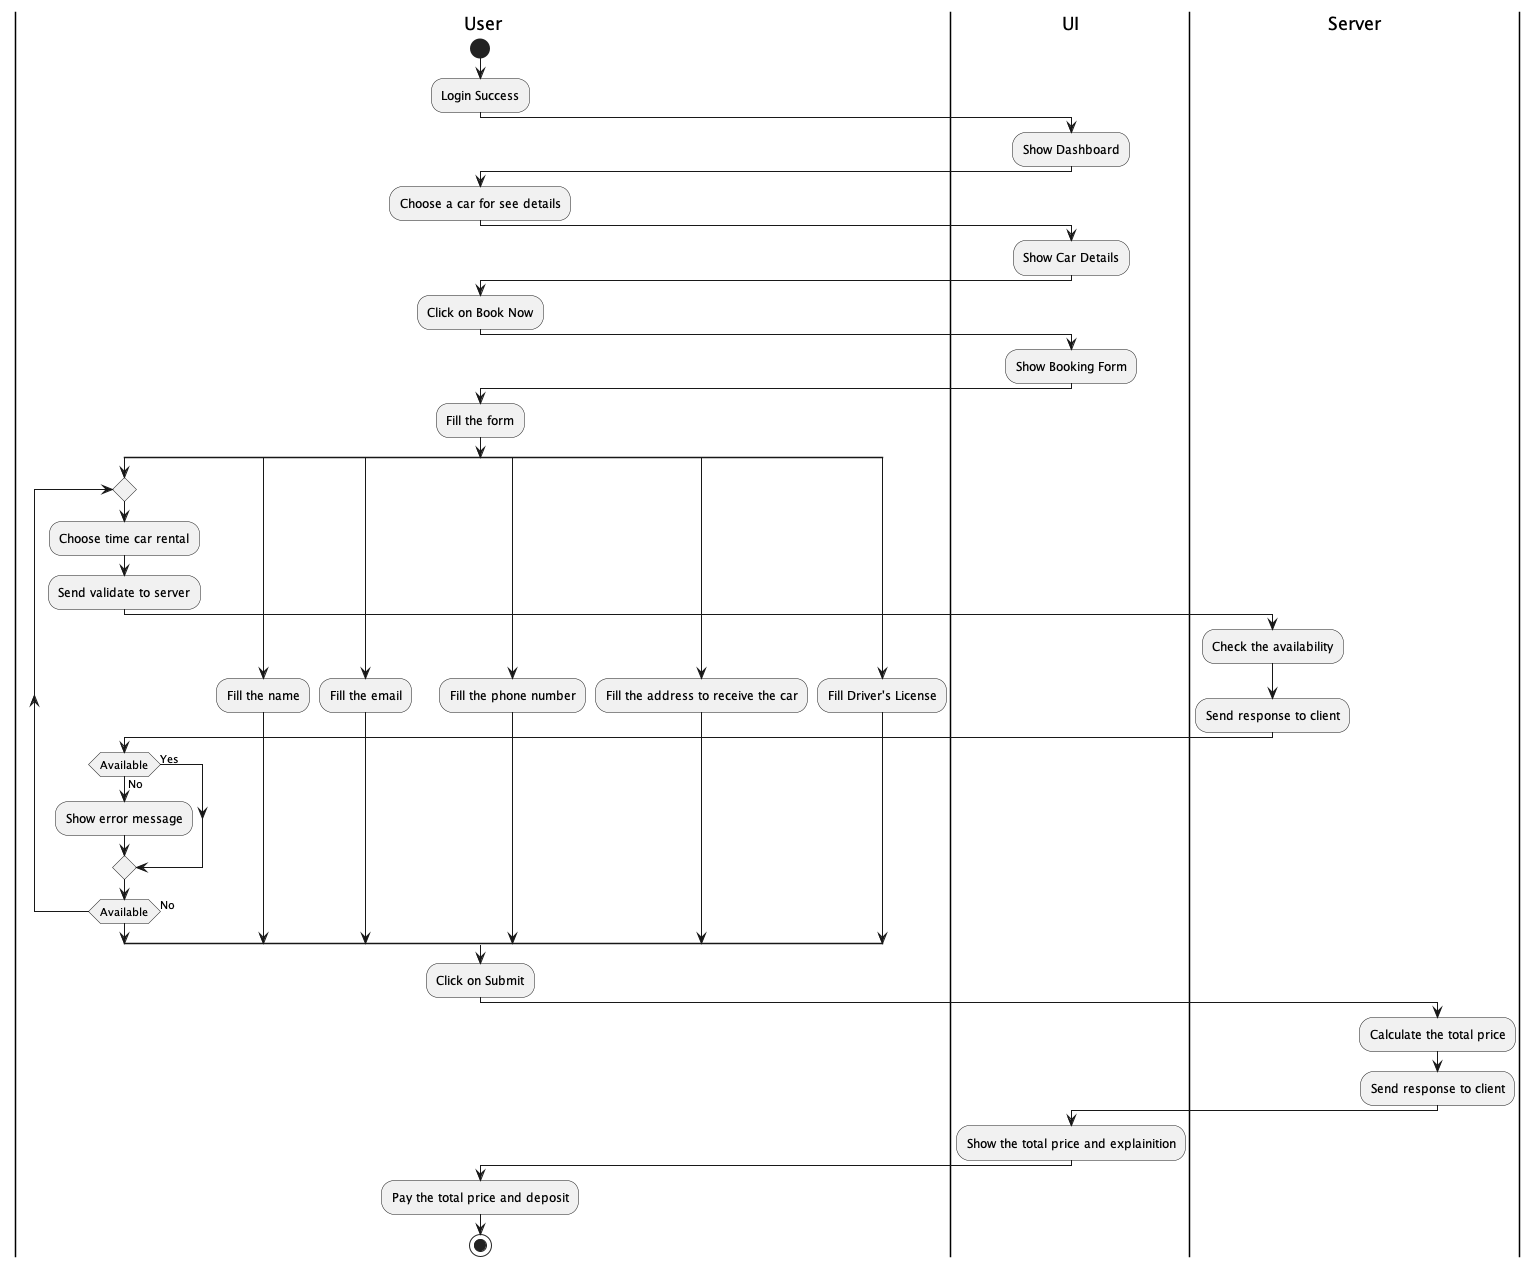 User
UI
Server
Login Success
Show Dashboard
Choose a car for see details
Show Car Details
Click on Book Now
Show Booking Form
Fill the form
Choose time car rental
Send validate to server
Check the availability
Fill the name
Fill the email
Fill the phone number
Fill the address to receive the car
Fill Driver's License
Send response to client
Available
Yes
No
Show error message
Available
No
Click on Submit
Calculate the total price
Send response to client
Show the total price and explainition
Pay the total price and deposit